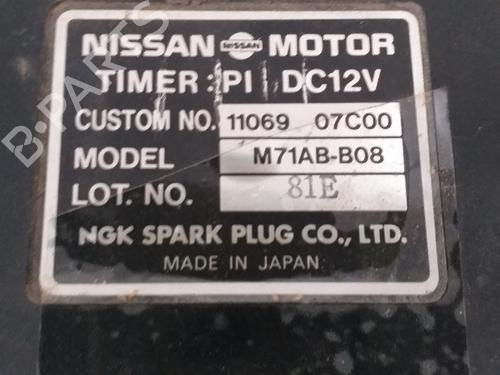 NISSAN NISSAN MOTOR
TIMER: PI DC12V
CUSTOM NO. 11069 07C00
MODEL M71AB-B08
LOT. NO. 81E
NGK SPARK PLUG CO., LTD.
MADE IN JAPAN
B-PARTS